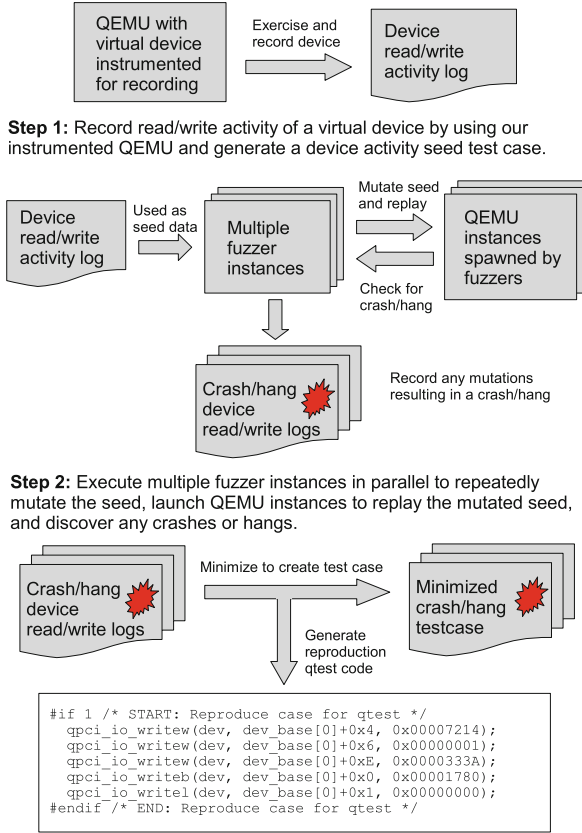 QEMU with
virtual device
instrumented
for recording
Exercise and
record device
Device
read/write
activity log
Step 1: Record read/write activity of a virtual device by using our
instrumented QEMU and generate a device activity seed test case.
Device
read/write
activity log
Used as
seed data
Multiple
fuzzer
instances
Mutate seed
and replay
Check for
crash/hang
QEMU
instances
spawned by
fuzzers
Crash/hang
device
read/write logs
Record any mutations
resulting in a crash/hang
Step 2: Execute multiple fuzzer instances in parallel to repeatedly
mutate the seed, launch QEMU instances to replay the mutated seed,
and discover any crashes or hangs.
Crash/hang
device
read/write logs
Minimize to create test case
Generate
reproduction
qtest code
Minimized
crash/hang
testcase
#if 1 /* START: Reproduce case for qtest */
qpci_io_writew(dev, dev_base[0]+0x4, 0x00007214);
qpci_io_writew(dev, dev_base[0]+0x6, 0x00000001);
qpci_io_writew(dev, dev_base[0]+0xE, 0x0000333A);
qpci_io_writeb(dev, dev_base[0]+0x0, 0x00001780);
qpci_io_writel(dev, dev_base[0]+0x1, 0x00000000);
#endif /* END: Reproduce case for qtest */